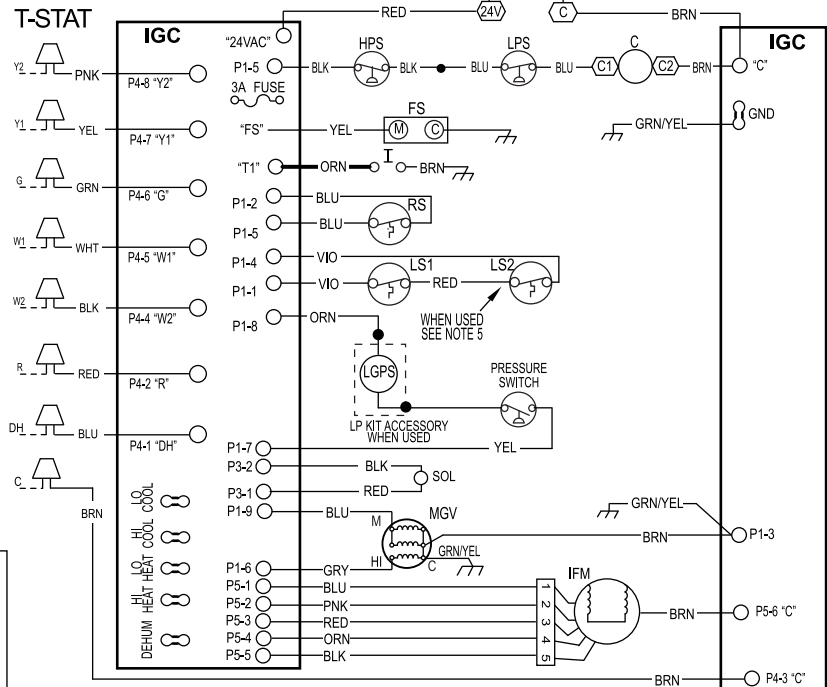 T-STAT
IGC
"24VAC" RED 24V C BRN
IGC
Y2 PNK P4-8 "Y2" P1-5 BLK HPS BLK BLU LPS BLU C1 C C2 BRN "C"
3A FUSE
Y1 YEL P4-7 "Y1" "FS" YEL FS M C GRN/YEL GND
"T1" ORN I BRN
G GRN P4-6 "G" P1-2 BLU
RS
P1-5 BLU
W1 WHT P4-5 "W1" P1-4 VIO
P1-1 VIO LS1 RED LS2
W2 BLK P4-4 "W2" P1-8 ORN
WHEN USED
SEE NOTE 5
R RED P4-2 "R" LGPS
PRESSURE
SWITCH
LP KIT ACCESSORY
WHEN USED
DH BLU P4-1 "DH" P1-7 YEL
P3-2 BLK
SOL
C BRN P3-1 RED
LO COOL
P1-9 BLU M MGV GRN/YEL
HI COOL
BRN P1-3
LO HEAT
P1-6 GRY HI C GRN/YEL
HI HEAT
P5-1 BLU 1 IFM
P5-2 PNK 2 BRN P5-6 "C"
P5-3 RED 3
DEHUM
P5-4 ORN 4
P5-5 BLK 5
BRN P4-3 "C"